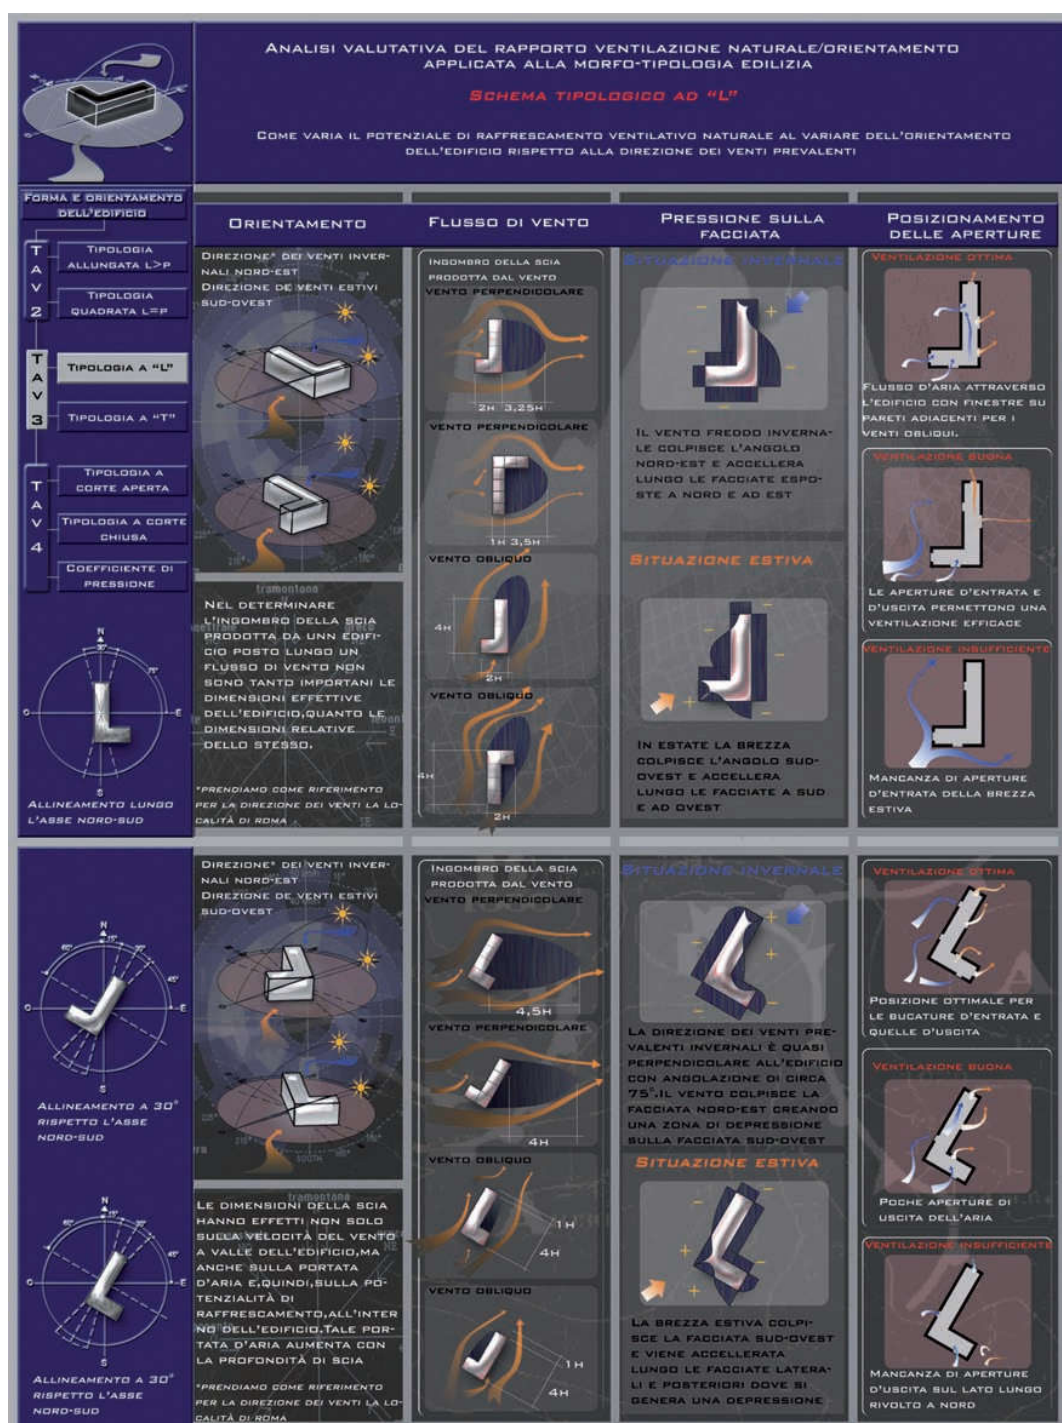 ANALISI VALUTATIVA DEL RAPPORTO VENTILAZIONE NATURALE/ORIENTAMENTO
APPLICATA ALLA MORFO-TIPOLOGIA EDILIZIA
SCHEMA TIPOLOGICO AD "L"
COME VARIA IL POTENZIALE DI RAFFRESCAMENTO VENTILATIVO NATURALE AL VARIARE DELL'ORIENTAMENTO
DELL'EDIFICIO RISPETTO ALLA DIREZIONE DEI VENTI PREVALENTI
FORMA E ORIENTAMENTO
DELL'EDIFICIO
TAV 2
TIPOLOGIA
ALLUNGATA L>P
TIPOLOGIA
QUADRATA L=P
TAV 3
TIPOLOGIA A "L"
TIPOLOGIA A "T"
TAV 4
TIPOLOGIA A
CORTE APERTA
TIPOLOGIA A CORTE
CHIUSA
COEFFICIENTE DI
PRESSIONE
N
30°
75°
O
E
S
ALLINEAMENTO LUNGO
L'ASSE NORD-SUD
ORIENTAMENTO
DIREZIONE* DEI VENTI INVER-
NALI NORD-EST
DIREZIONE DE VENTI ESTIVI
SUD-OVEST
tramontana
greco
NEL DETERMINARE
L'INGOMBRO DELLA SCIA
PRODOTTA DA UNN EDIFI-
CIO POSTO LUNGO UN
FLUSSO DI VENTO NON
SONO TANTO IMPORTANI LE
DIMENSIONI EFFETTIVE
DELL'EDIFICIO,QUANTO LE
DIMENSIONI RELATIVE
DELLO STESSO.
*PRENDIAMO COME RIFERIMENTO
PER LA DIREZIONE DEI VENTI LA LO-
CALITÀ DI ROMA
FLUSSO DI VENTO
INGOMBRO DELLA SCIA
PRODOTTA DAL VENTO
VENTO PERPENDICOLARE
2H 3,25H
VENTO PERPENDICOLARE
1H 3,5H
VENTO OBLIQUO
4H
2H
VENTO OBLIQUO
4H
2H
PRESSIONE SULLA
FACCIATA
SITUAZIONE INVERNALE
IL VENTO FREDDO INVERNA-
LE COLPISCE L'ANGOLO
NORD-EST E ACCELLERA
LUNGO LE FACCIATE ESPO-
STE A NORD E AD EST
SITUAZIONE ESTIVA
IN ESTATE LA BREZZA
COLPISCE L'ANGOLO SUD-
OVEST E ACCELLERA
LUNGO LE FACCIATE A SUD
E AD OVEST
POSIZIONAMENTO
DELLE APERTURE
VENTILAZIONE OTTIMA
FLUSSO D'ARIA ATTRAVERSO
L'EDIFICIO CON FINESTRE SU
PARETI ADIACENTI PER I
VENTI OBLIQUI.
VENTILAZIONE BUONA
LE APERTURE D'ENTRATA E
D'USCITA PERMETTONO UNA
VENTILAZIONE EFFICACE
VENTILAZIONE INSUFFICIENTE
MANCANZA DI APERTURE
D'ENTRATA DELLA BREZZA
ESTIVA
N
60°
15°
30°
45°
O
E
S
ALLINEAMENTO A 30°
RISPETTO L'ASSE
NORD-SUD
N
60°
15°
30°
45°
O
E
S
ALLINEAMENTO A 30°
RISPETTO L'ASSE
NORD-SUD
DIREZIONE* DEI VENTI INVER-
NALI NORD-EST
DIREZIONE DE VENTI ESTIVI
SUD-OVEST
210°
SOUTH
150°
tramontana
LE DIMENSIONI DELLA SCIA
HANNO EFFETTI NON SOLO
SULLA VELOCITÀ DEL VENTO
A VALLE DELL'EDIFICIO,MA
ANCHE SULLA PORTATA
D'ARIA E,QUINDI,SULLA PO-
TENZIALITÀ DI
RAFFRESCAMENTO,ALL'INTER
NO DELL'EDIFICIO.TALE POR-
TATA D'ARIA AUMENTA CON
LA PROFONDITÀ DI SCIA
*PRENDIAMO COME RIFERIMENTO
PER LA DIREZIONE DEI VENTI LA LO-
CALITÀ DI ROMA
INGOMBRO DELLA SCIA
PRODOTTA DAL VENTO
VENTO PERPENDICOLARE
4,5H
VENTO PERPENDICOLARE
4H
VENTO OBLIQUO
1H
4H
VENTO OBLIQUO
1H
4H
SITUAZIONE INVERNALE
LA DIREZIONE DEI VENTI PRE-
VALENTI INVERNALI È QUASI
PERPENDICOLARE ALL'EDIFICIO
CON ANGOLAZIONE DI CIRCA
75°.IL VENTO COLPISCE LA
FACCIATA NORD-EST CREANDO
UNA ZONA DI DEPRESSIONE
SULLA FACCIATA SUD-OVEST
SITUAZIONE ESTIVA
LA BREZZA ESTIVA COLPI-
SCE LA FACCIATA SUD-OVEST
E VIENE ACCELLERATA
LUNGO LE FACCIATE LATERA-
LI E POSTERIORI DOVE SI
GENERA UNA DEPRESSIONE
VENTILAZIONE OTTIMA
POSIZIONE OTTIMALE PER
LE BUCATURE D'ENTRATA E
QUELLE D'USCITA
VENTILAZIONE BUONA
POCHE APERTURE DI
USCITA DELL'ARIA
VENTILAZIONE INSUFFICIENTE
MANCANZA DI APERTURE
D'USCITA SUL LATO LUNGO
RIVOLTO A NORD